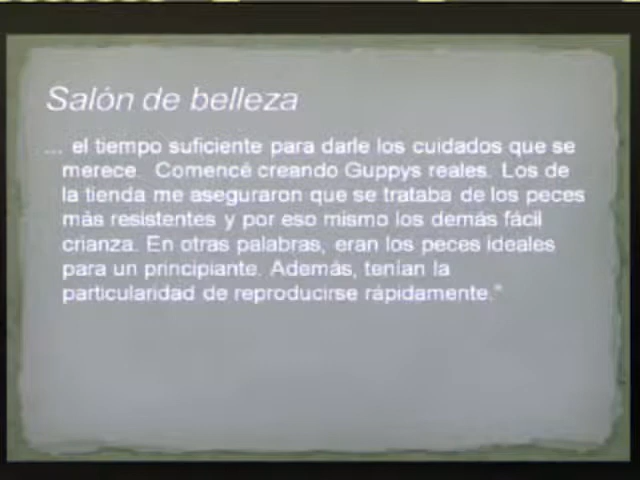 Salón de belleza
... el tiempo suficiente para darle los cuidados que se
merece. Comencé creando Guppys reales. Los de
la tienda me aseguraron que se trataba de los peces
más resistentes y por eso mismo los demás fácil
crianza. En otras palabras, eran los peces ideales
para un principiante. Además, tenían la
particularidad de reproducirse rápidamente."